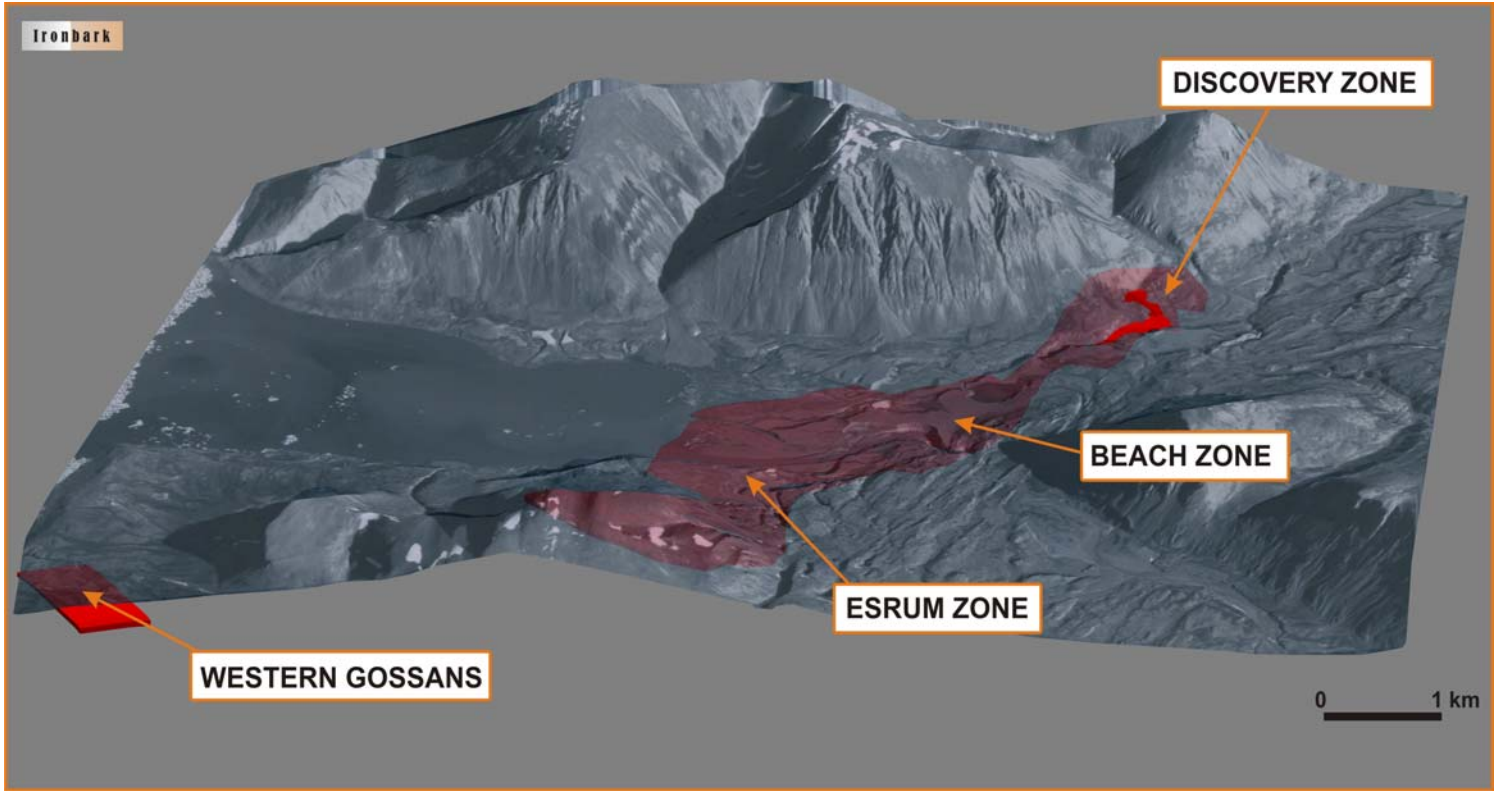 Ironbark
DISCOVERY ZONE
BEACH ZONE
ESRUM ZONE
WESTERN GOSSANS
0 1 km